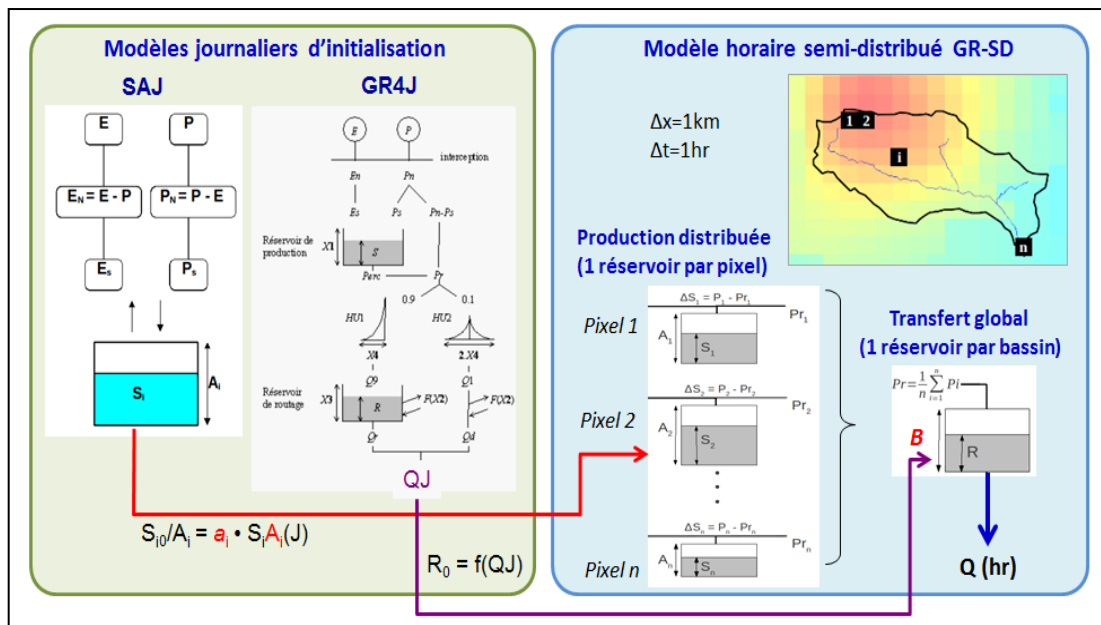 Modèles journaliers d'initialisation
SAJ
GR4J
E
P
E_N = E - P
P_N = P - E
E_s
P_s
S_i
A_i
E
P
interception
En
Pn
Es
Ps
Pn-Ps
Réservoir de
production
X1
S
Perc
Pr
0.9
0.1
HU1
HU2
X4
2.X4
Q9
Q1
Réservoir
de routage
X3
R
F(X2)
F(X2)
Qr
Qd
QJ
S_i0/A_i = a_i • S_iA_i(J)
R_0 = f(QJ)
Modèle horaire semi-distribué GR-SD
Δx=1km
Δt=1hr
1 2
i
n
Production distribuée
(1 réservoir par pixel)
Pixel 1
ΔS_1 = P_1 - Pr_1
Pr_1
A_1
S_1
Pixel 2
ΔS_2 = P_2 - Pr_2
Pr_2
A_2
S_2
Pixel n
ΔS_n = P_n - Pr_n
Pr_n
A_n
S_n
Transfert global
(1 réservoir par bassin)
Pr = 1/n ∑_{i=1}^{n} Pi
B
R
Q (hr)